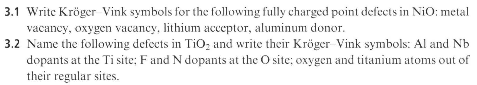 3.1 Write Kröger–Vink symbols for the following fully charged point defects in NiO: metal
vacancy, oxygen vacancy, lithium acceptor, aluminum donor.
3.2 Name the following defects in TiO₂ and write their Kröger–Vink symbols: Al and Nb
dopants at the Ti site; F and N dopants at the O site; oxygen and titanium atoms out of
their regular sites.